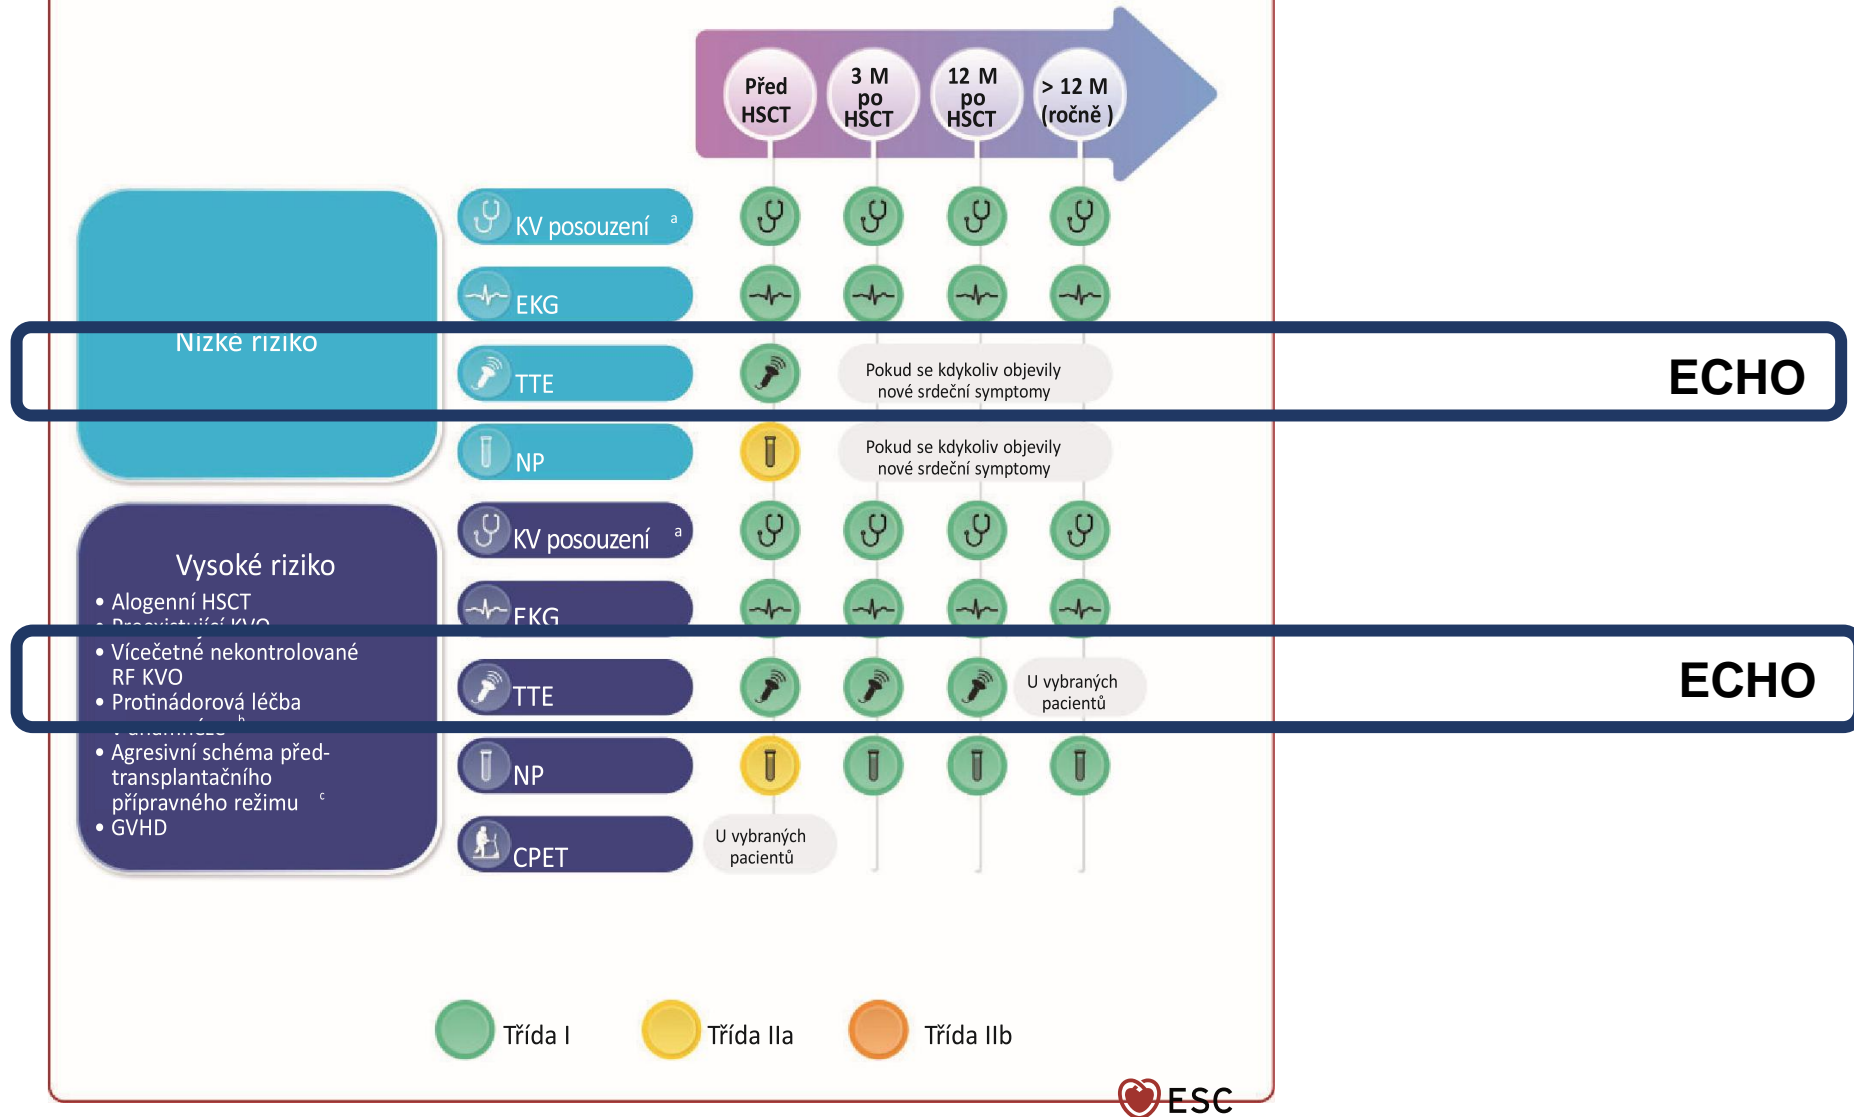 Před
HSCT
3 M
po
HSCT
12 M
po
HSCT
> 12 M
(ročně )
KV posouzení a
EKG
Nízké riziko
TTE
Pokud se kdykoliv objevily
nové srdeční symptomy
ECHO
NP
Pokud se kdykoliv objevily
nové srdeční symptomy
KV posouzení a
Vysoké riziko
• Alogenní HSCT
• Preexistující KVO
EKG
• Vícečetné nekontrolované
RF KVO
• Protinádorová léčba
b
TTE
U vybraných
pacientů
ECHO
• Agresivní schéma před-
transplantačního
přípravného režimu c
• GVHD
NP
CPET
U vybraných
pacientů
Třída I
Třída IIa
Třída IIb
ESC